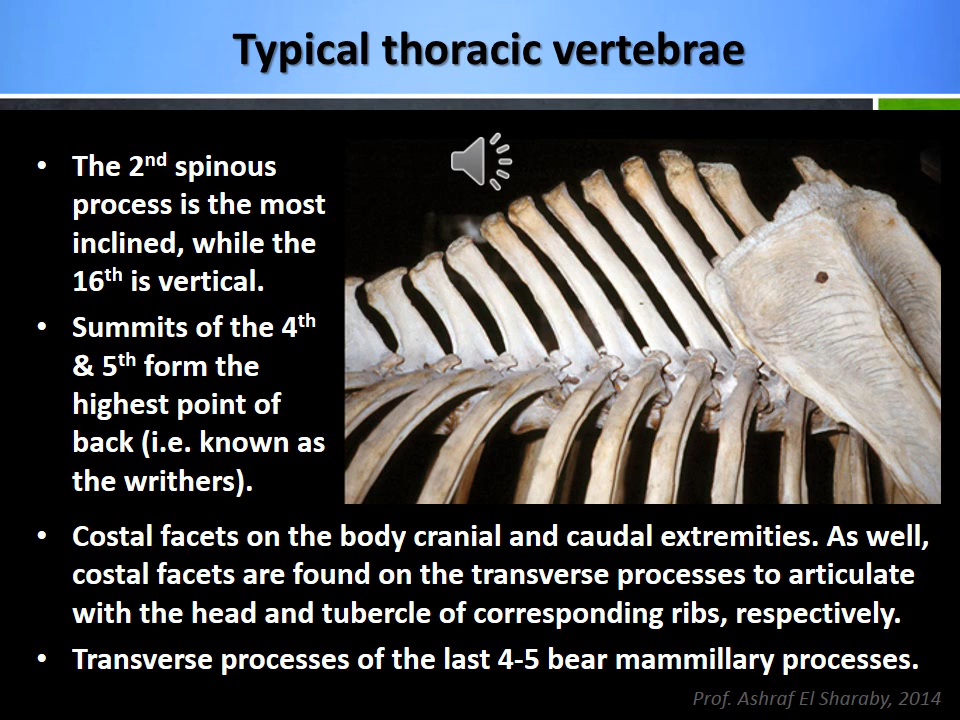 Typical thoracic vertebrae
• The 2nd spinous
process is the most
inclined, while the
16th is vertical.
• Summits of the 4th
& 5th form the
highest point of
back (i.e. known as
the writhers).
• Costal facets on the body cranial and caudal extremities. As well,
costal facets are found on the transverse processes to articulate
with the head and tubercle of corresponding ribs, respectively.
• Transverse processes of the last 4-5 bear mammillary processes.
Prof. Ashraf El Sharaby, 2014